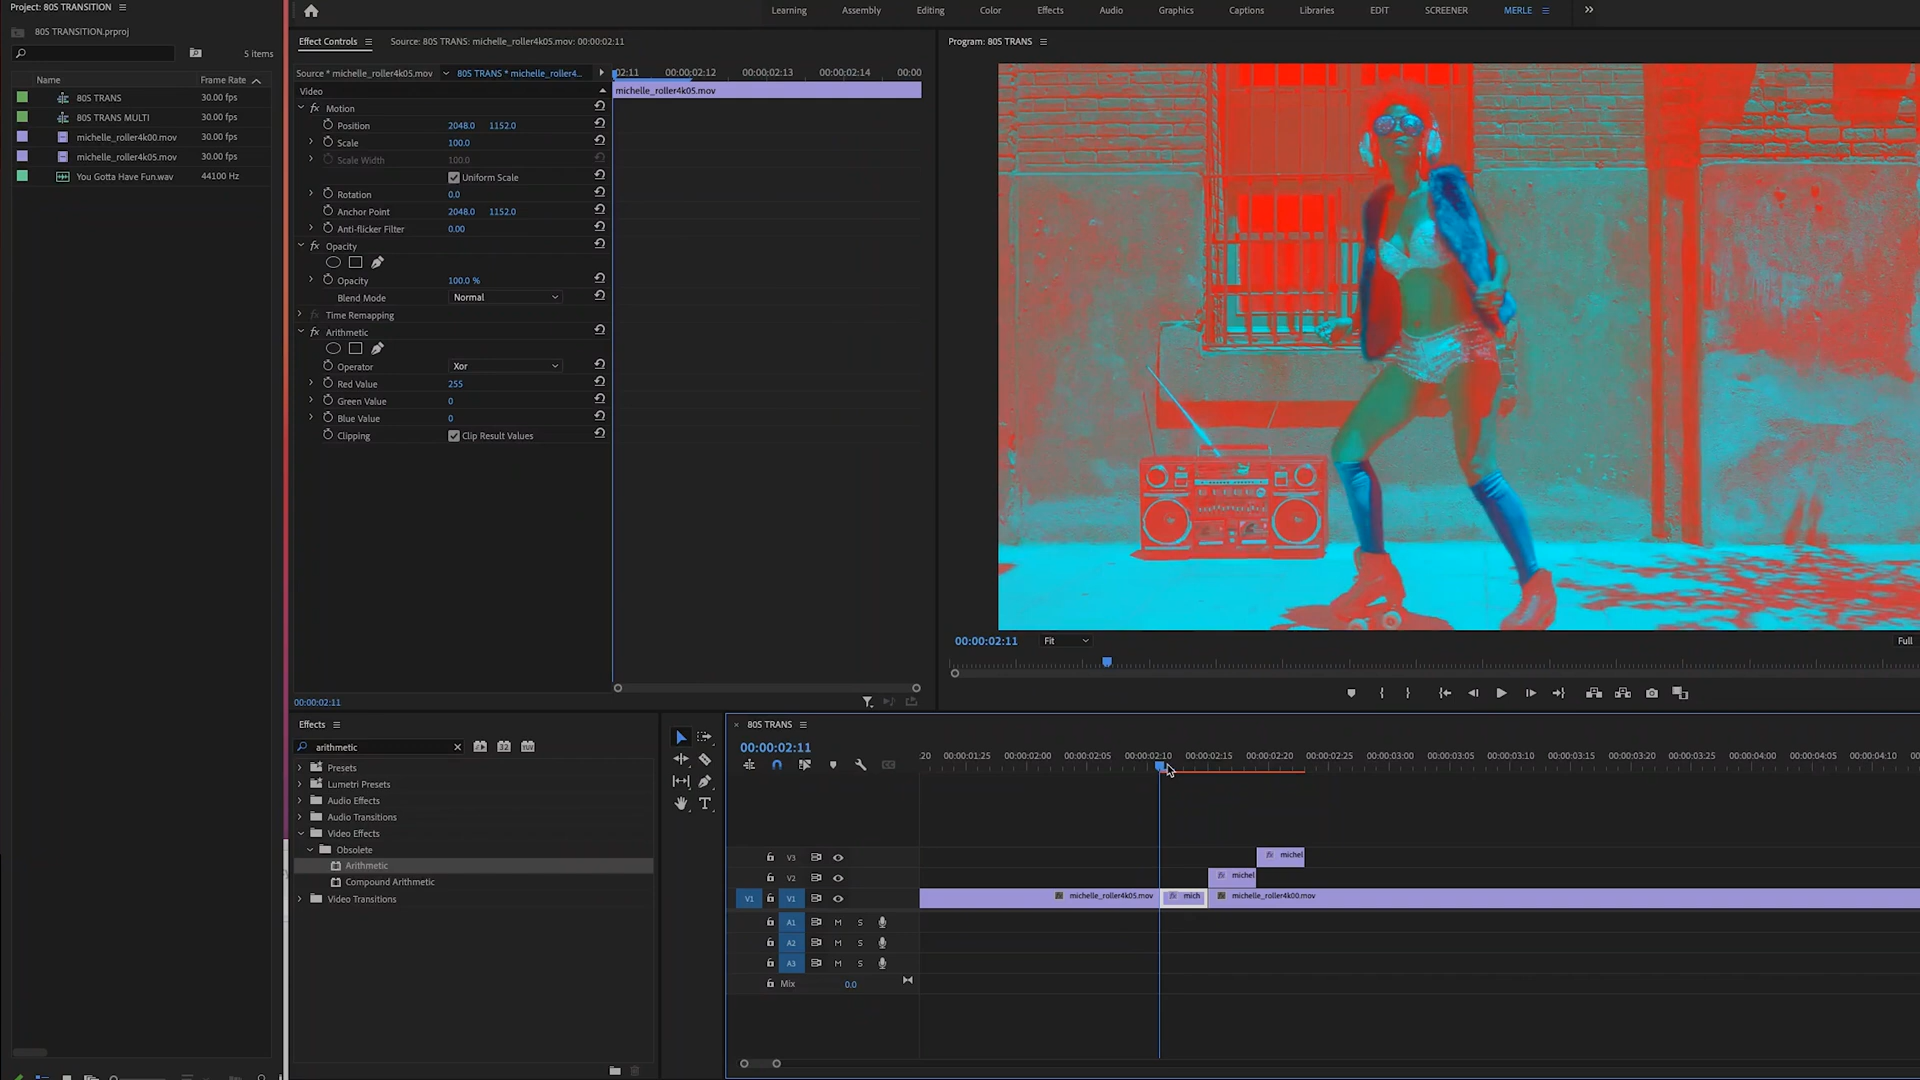 Project: 80S TRANSITION
80S TRANSITION.prproj
5 items
Name Frame Rate
80S TRANS 30.00 fps
80S TRANS MULTI 30.00 fps
michelle_roller4k00.mov 30.00 fps
michelle_roller4k05.mov 30.00 fps
You Gotta Have Fun.wav 44100 Hz
Learning Assembly Editing Color Effects Audio Graphics Captions Libraries EDIT SCREENER MERLE
Effect Controls Source: 80S TRANS: michelle_roller4k05.mov: 00:00:02:11
Source * michelle_roller4k05.mov 80S TRANS * michelle_roller4...
02:11 00:00:02:12 00:00:02:13 00:00:02:14 00:00
Video
michelle_roller4k05.mov
fx Motion
Position 2048.0 1152.0
Scale 100.0
Scale Width 100.0
Uniform Scale
Rotation 0.0
Anchor Point 2048.0 1152.0
Anti-flicker Filter 0.00
fx Opacity
Opacity 100.0 %
Blend Mode Normal
fx Time Remapping
fx Arithmetic
Operator Xor
Red Value 255
Green Value 0
Blue Value 0
Clipping Clip Result Values
00:00:02:11
Program: 80S TRANS
00:00:02:11 Fit Full
Effects
arithmetic
32 YUV
Presets
Lumetri Presets
Audio Effects
Audio Transitions
Video Effects
Obsolete
Arithmetic
Compound Arithmetic
Video Transitions
× 80S TRANS
00:00:02:11
:20 00:00:01:25 00:00:02:00 00:00:02:05 00:00:02:10 00:00:02:15 00:00:02:20 00:00:02:25 00:00:03:00 00:00:03:05 00:00:03:10 00:00:03:15 00:00:03:20 00:00:03:25 00:00:04:00 00:00:04:05 00:00:04:10
V3 fx michel
V2 fx michel
V1 V1 fx michelle_roller4k05.mov fx mich fx michelle_roller4k00.mov
A1 M S
A2 M S
A3 M S
Mix 0.0